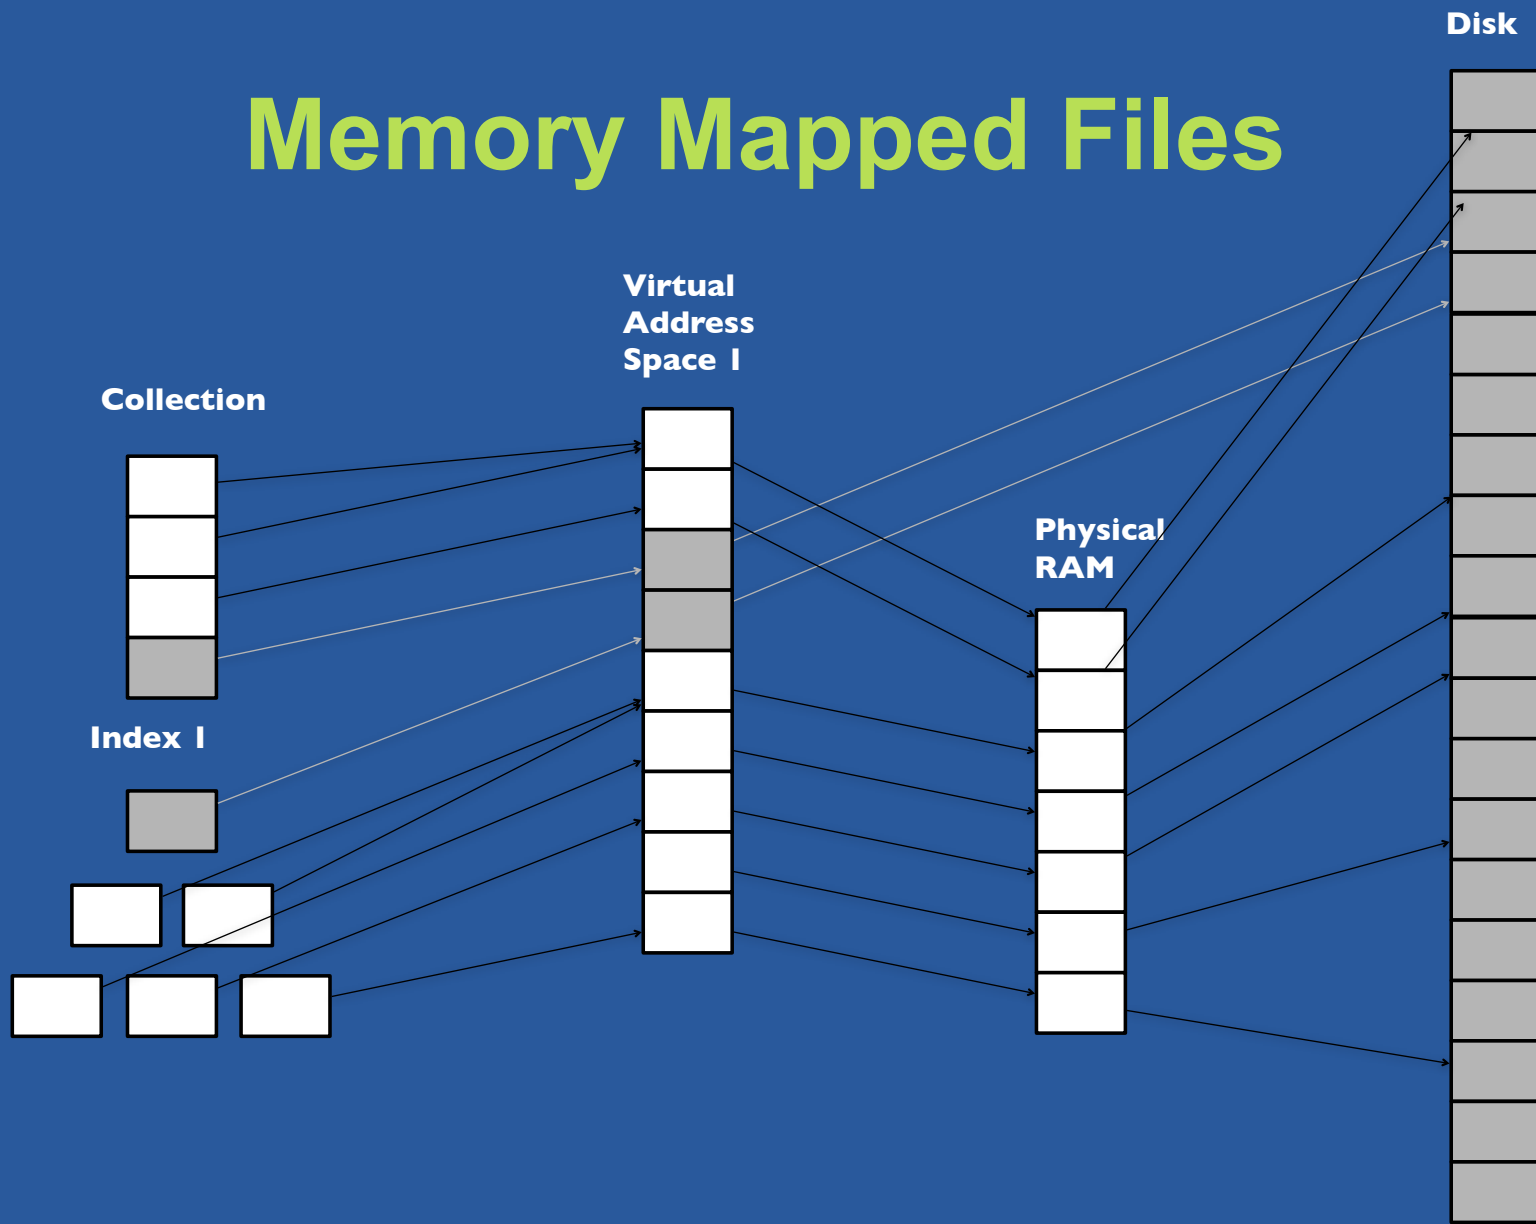 Disk
Memory Mapped Files
Virtual
Address
Space 1
Collection
Physical
RAM
Index 1